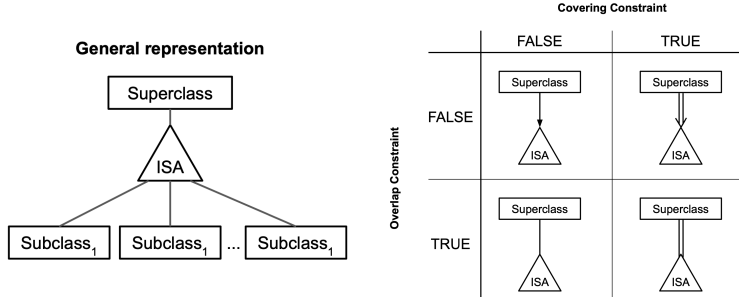 General representation
Superclass
ISA
Subclass₁ Subclass₁ ... Subclass₁
Covering Constraint
FALSE TRUE
Overlap Constraint
FALSE
Superclass Superclass
ISA ISA
TRUE
Superclass Superclass
ISA ISA